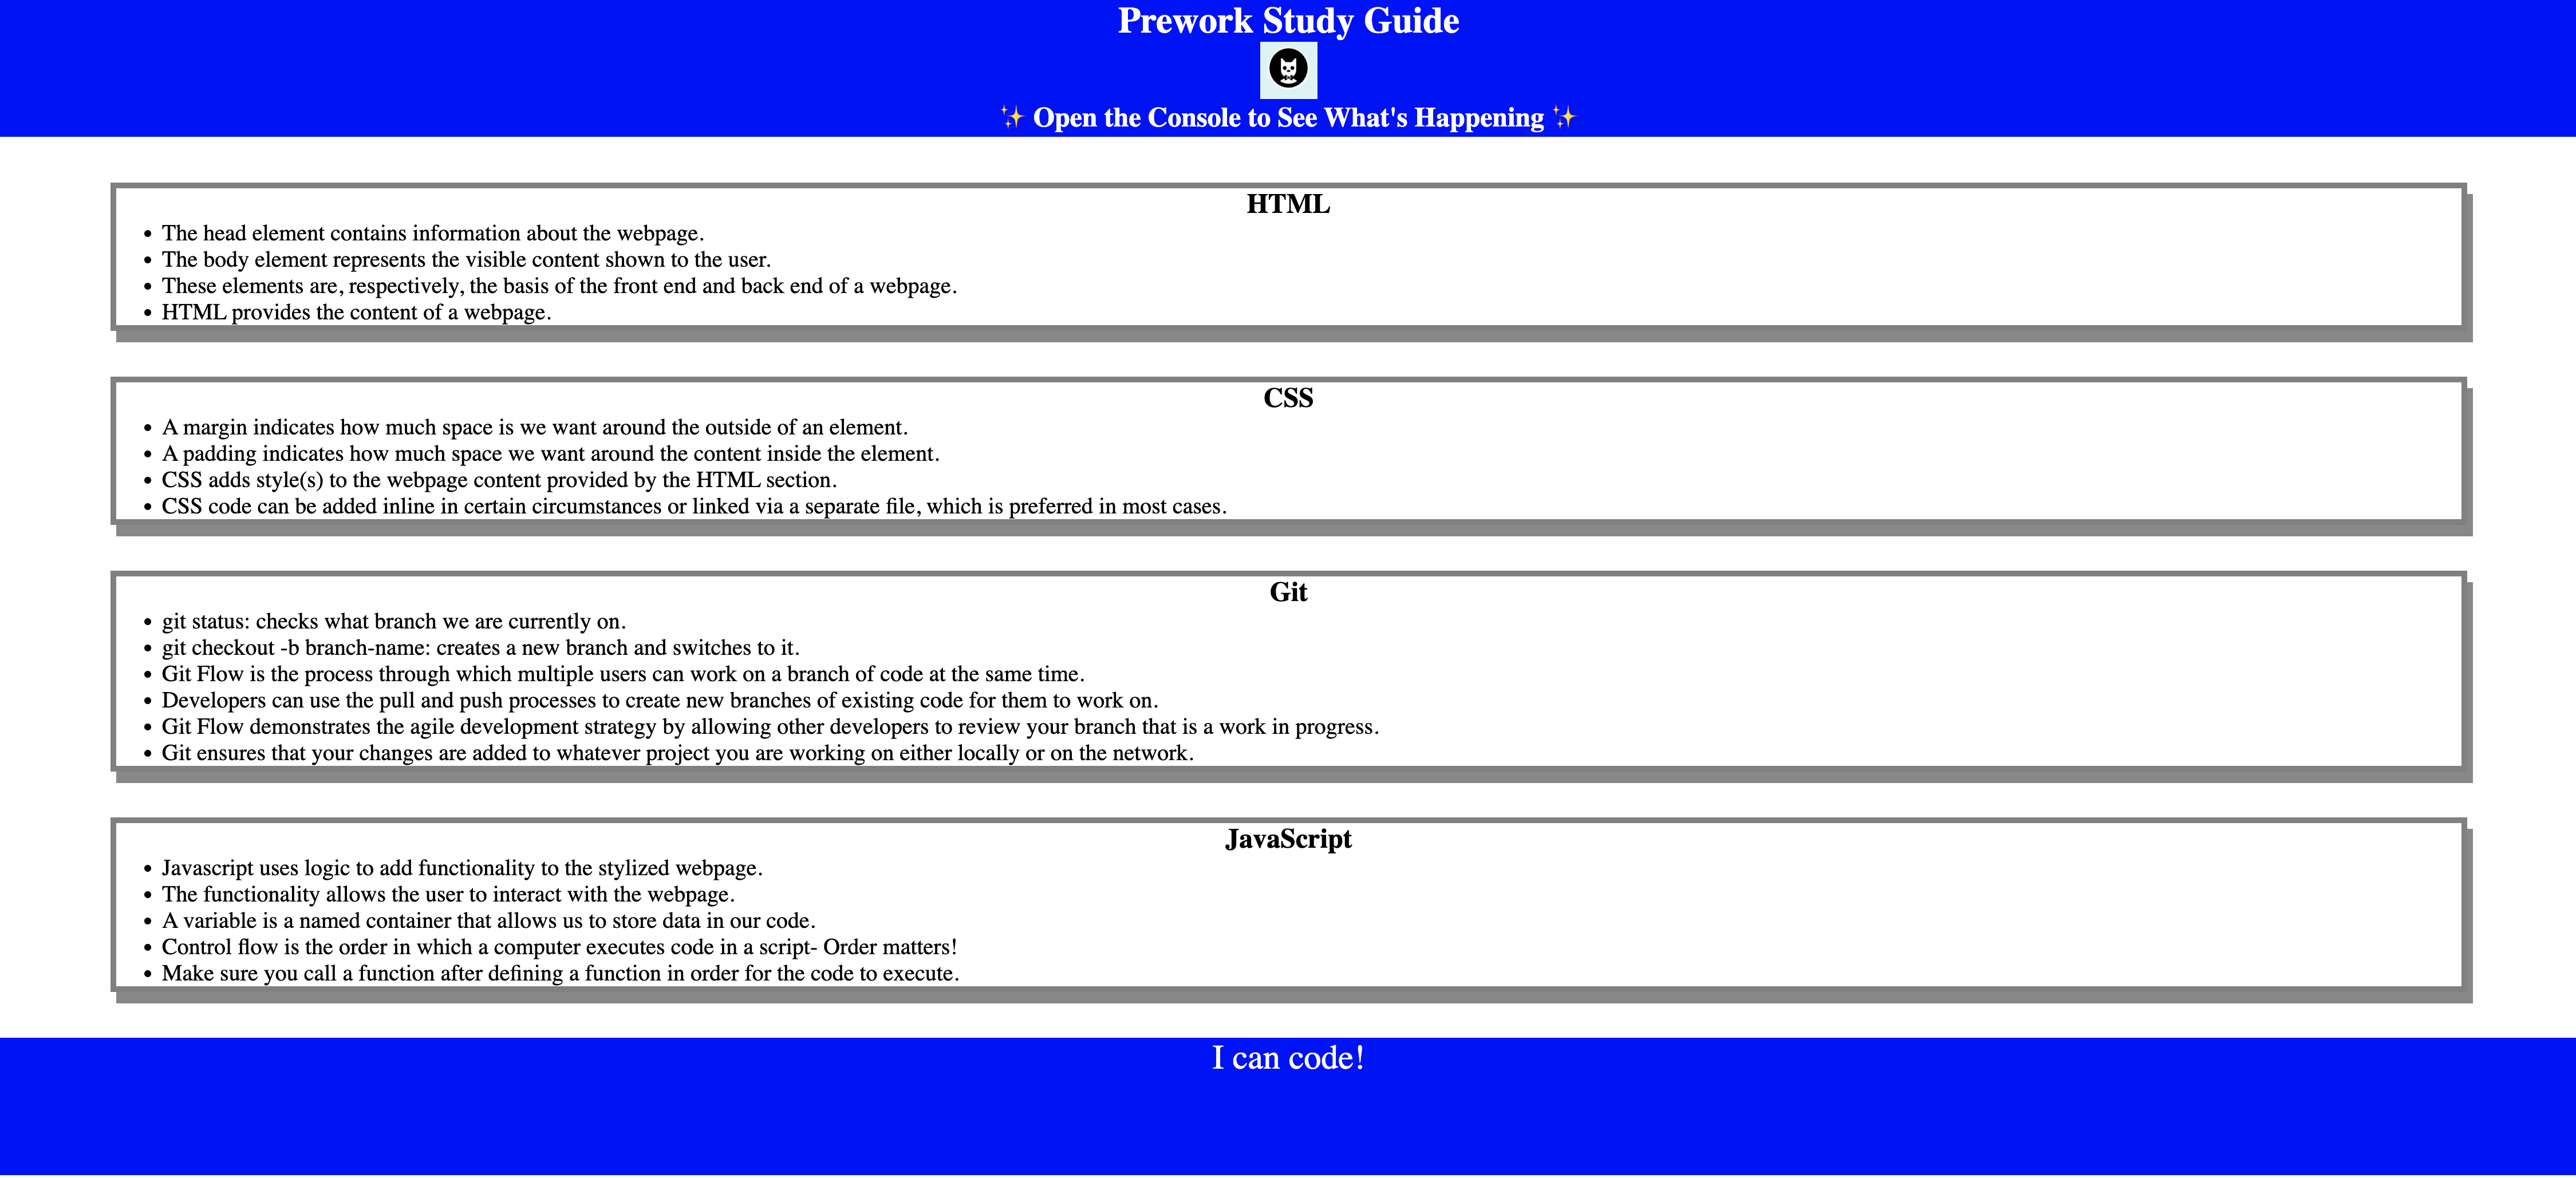 Prework Study Guide
✨ Open the Console to See What's Happening ✨
HTML
• The head element contains information about the webpage.
• The body element represents the visible content shown to the user.
• These elements are, respectively, the basis of the front end and back end of a webpage.
• HTML provides the content of a webpage.
CSS
• A margin indicates how much space is we want around the outside of an element.
• A padding indicates how much space we want around the content inside the element.
• CSS adds style(s) to the webpage content provided by the HTML section.
• CSS code can be added inline in certain circumstances or linked via a separate file, which is preferred in most cases.
Git
• git status: checks what branch we are currently on.
• git checkout -b branch-name: creates a new branch and switches to it.
• Git Flow is the process through which multiple users can work on a branch of code at the same time.
• Developers can use the pull and push processes to create new branches of existing code for them to work on.
• Git Flow demonstrates the agile development strategy by allowing other developers to review your branch that is a work in progress.
• Git ensures that your changes are added to whatever project you are working on either locally or on the network.
JavaScript
• Javascript uses logic to add functionality to the stylized webpage.
• The functionality allows the user to interact with the webpage.
• A variable is a named container that allows us to store data in our code.
• Control flow is the order in which a computer executes code in a script- Order matters!
• Make sure you call a function after defining a function in order for the code to execute.
I can code!